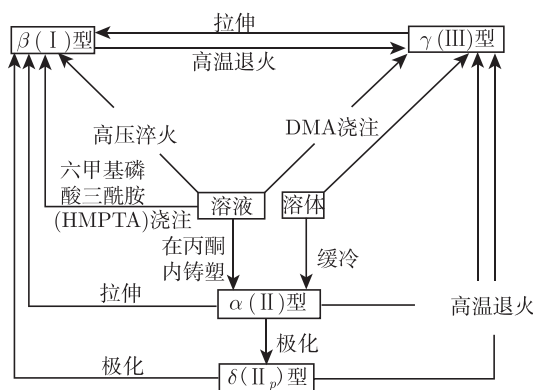 拉伸
β(Ⅰ)型
γ(Ⅲ)型
高温退火
高压淬火
DMA浇注
六甲基磷
酸三酰胺
(HMPTA)浇注
溶液
溶体
在丙酮
内铸塑
缓冷
拉伸
α(Ⅱ)型
高温退火
极化
极化
δ(Ⅱp)型